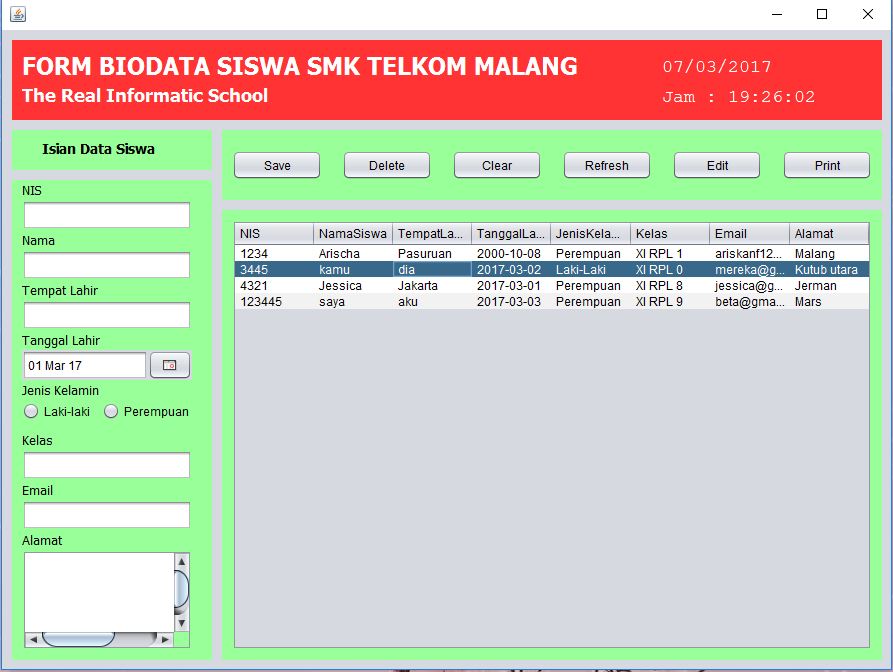 FORM BIODATA SISWA SMK TELKOM MALANG
07/03/2017
The Real Informatic School
Jam : 19:26:02
Isian Data Siswa
Save Delete Clear Refresh Edit Print
NIS
Nama
Tempat Lahir
Tanggal Lahir
01 Mar 17
Jenis Kelamin
Laki-laki Perempuan
Kelas
Email
Alamat
NIS NamaSiswa TempatLa... TanggalLa... JenisKela... Kelas Email Alamat
1234 Arischa Pasuruan 2000-10-08 Perempuan XI RPL 1 ariskanf12... Malang
3445 kamu dia 2017-03-02 Laki-Laki XI RPL 0 mereka@g... Kutub utara
4321 Jessica Jakarta 2017-03-01 Perempuan XI RPL 8 jessica@g... Jerman
123445 saya aku 2017-03-03 Perempuan XI RPL 9 beta@gma... Mars